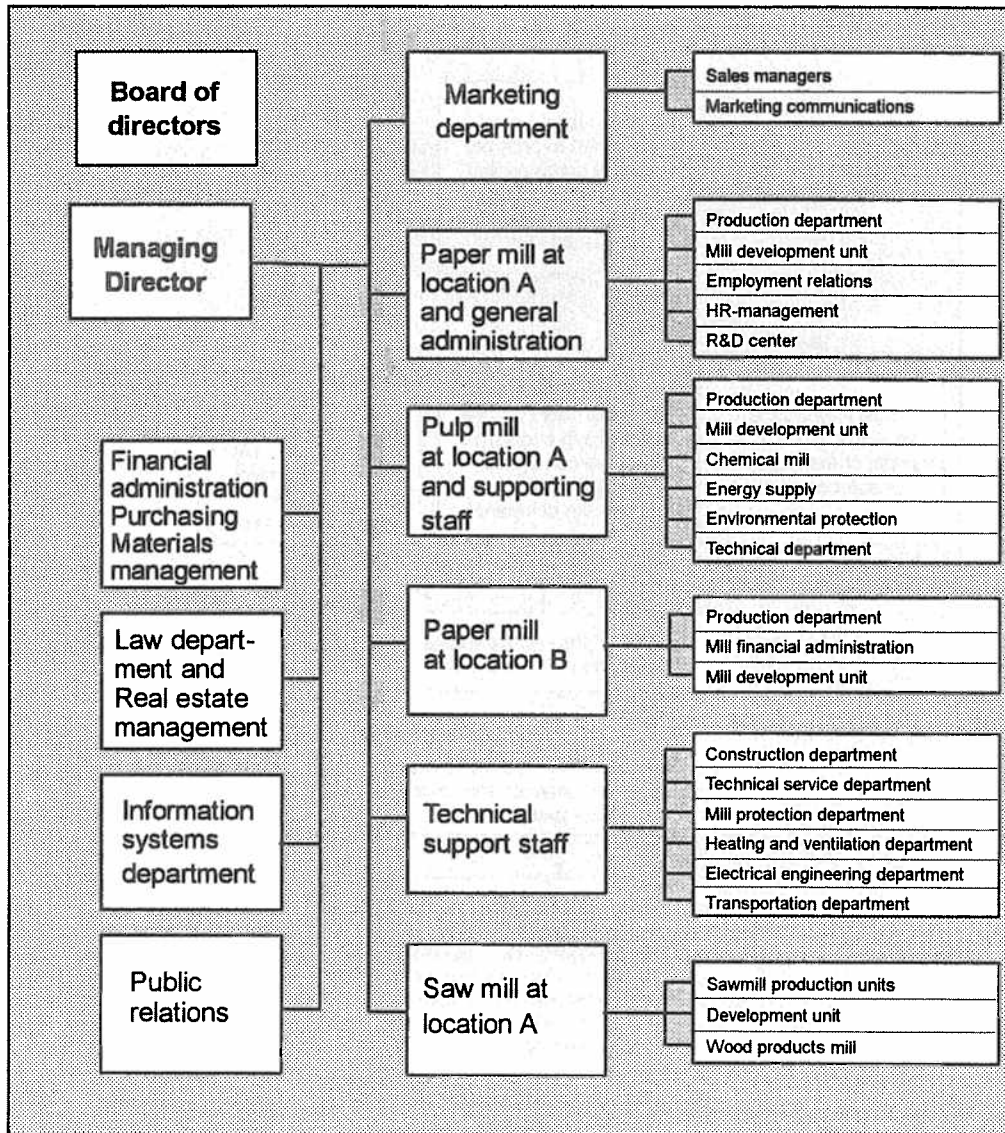 Board of
directors
Managing
Director
Financial
administration
Purchasing
Materials
management
Law depart-
ment and
Real estate
management
Information
systems
department
Public
relations
Marketing
department
Sales managers
Marketing communications
Paper mill at
location A
and general
administration
Production department
Mill development unit
Employment relations
HR-management
R&D center
Pulp mill
at location A
and supporting
staff
Production department
Mill development unit
Chemical mill
Energy supply
Environmental protection
Technical department
Paper mill
at location B
Production department
Mill financial administration
Mill development unit
Technical
support staff
Construction department
Technical service department
Mill protection department
Heating and ventilation department
Electrical engineering department
Transportation department
Saw mill at
location A
Sawmill production units
Development unit
Wood products mill